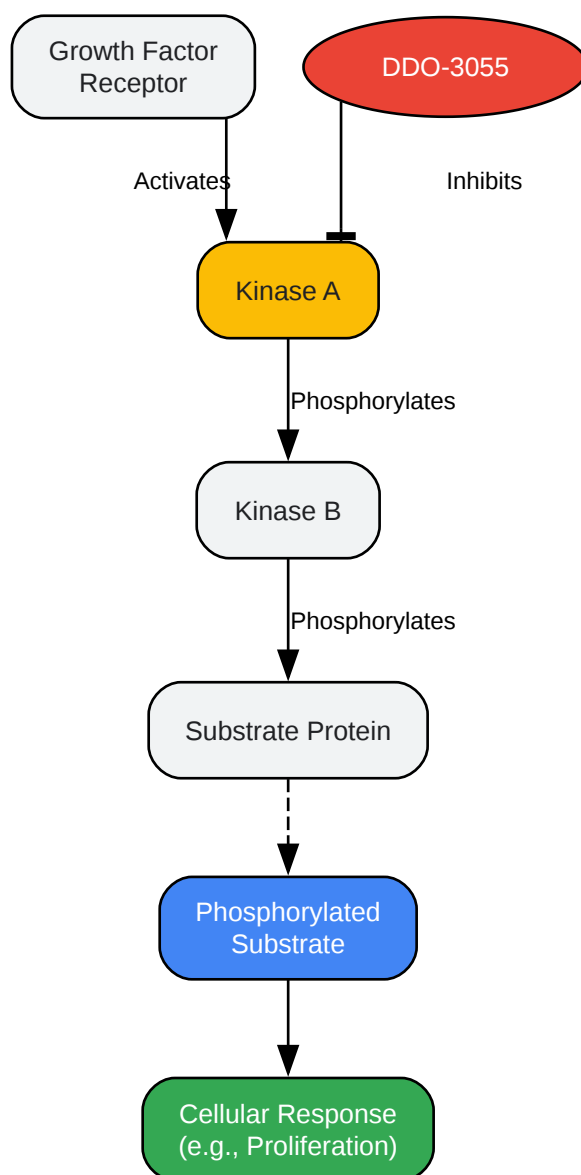 Growth Factor
Receptor
DDO-3055
Activates
Inhibits
Kinase A
Phosphorylates
Kinase B
Phosphorylates
Substrate Protein
Phosphorylated
Substrate
Cellular Response
(e.g., Proliferation)